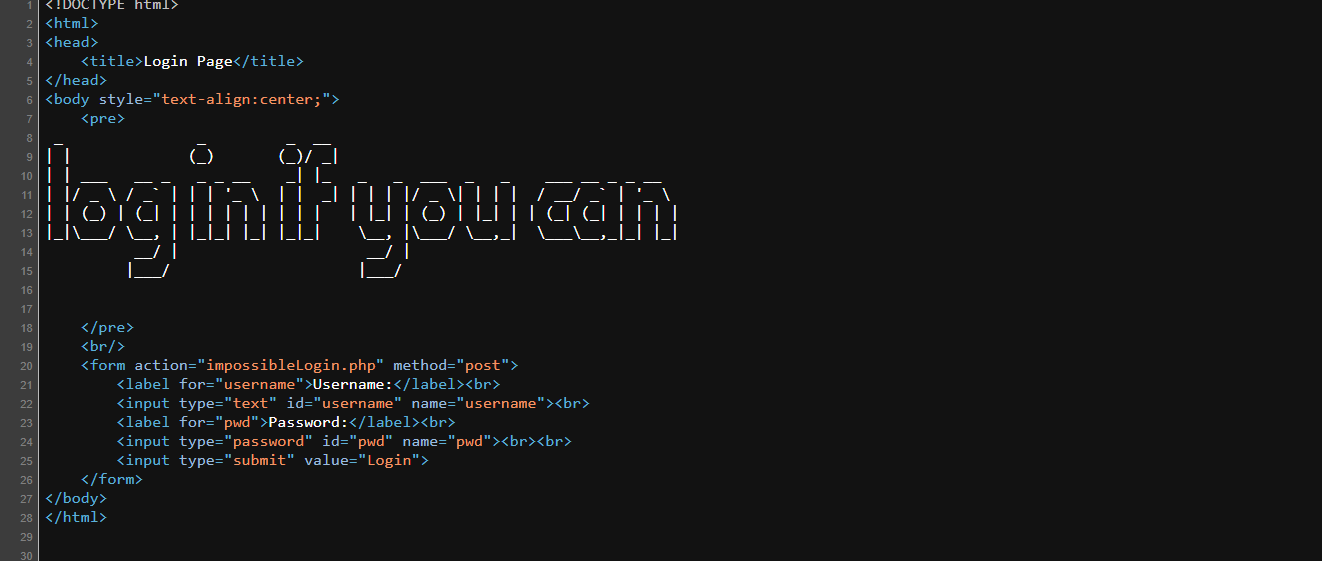 1 <!DOCTYPE html>
2 <html>
3 <head>
4     <title>Login Page</title>
5 </head>
6 <body style="text-align:center;">
7     <pre>
8  _               _         _  __
9 | |             (_)       (_)/ _|
10 | | ___   __ _ _ _ __    _| |_   _   _  ___  _   _    ___ __ _ _ __
11 | |/ _ \ / _` | | | '_ \  | |  _| | | | |/ _ \| | | |  / __/ _` | '_ \
12 | | (_) | (_| | | | | | | | | |   | |_| | (_) | |_| | | (_| (_| | | | |
13 |_|\___/ \__, | |_|_| |_| |_|_|    \__, |\___/ \__,_|  \___\__,_|_| |_|
14           __/ |                     __/ |
15          |___/                     |___/
16
17
18     </pre>
19     <br/>
20     <form action="impossibleLogin.php" method="post">
21         <label for="username">Username:</label><br>
22         <input type="text" id="username" name="username"><br>
23         <label for="pwd">Password:</label><br>
24         <input type="password" id="pwd" name="pwd"><br><br>
25         <input type="submit" value="Login">
26     </form>
27 </body>
28 </html>
29
30